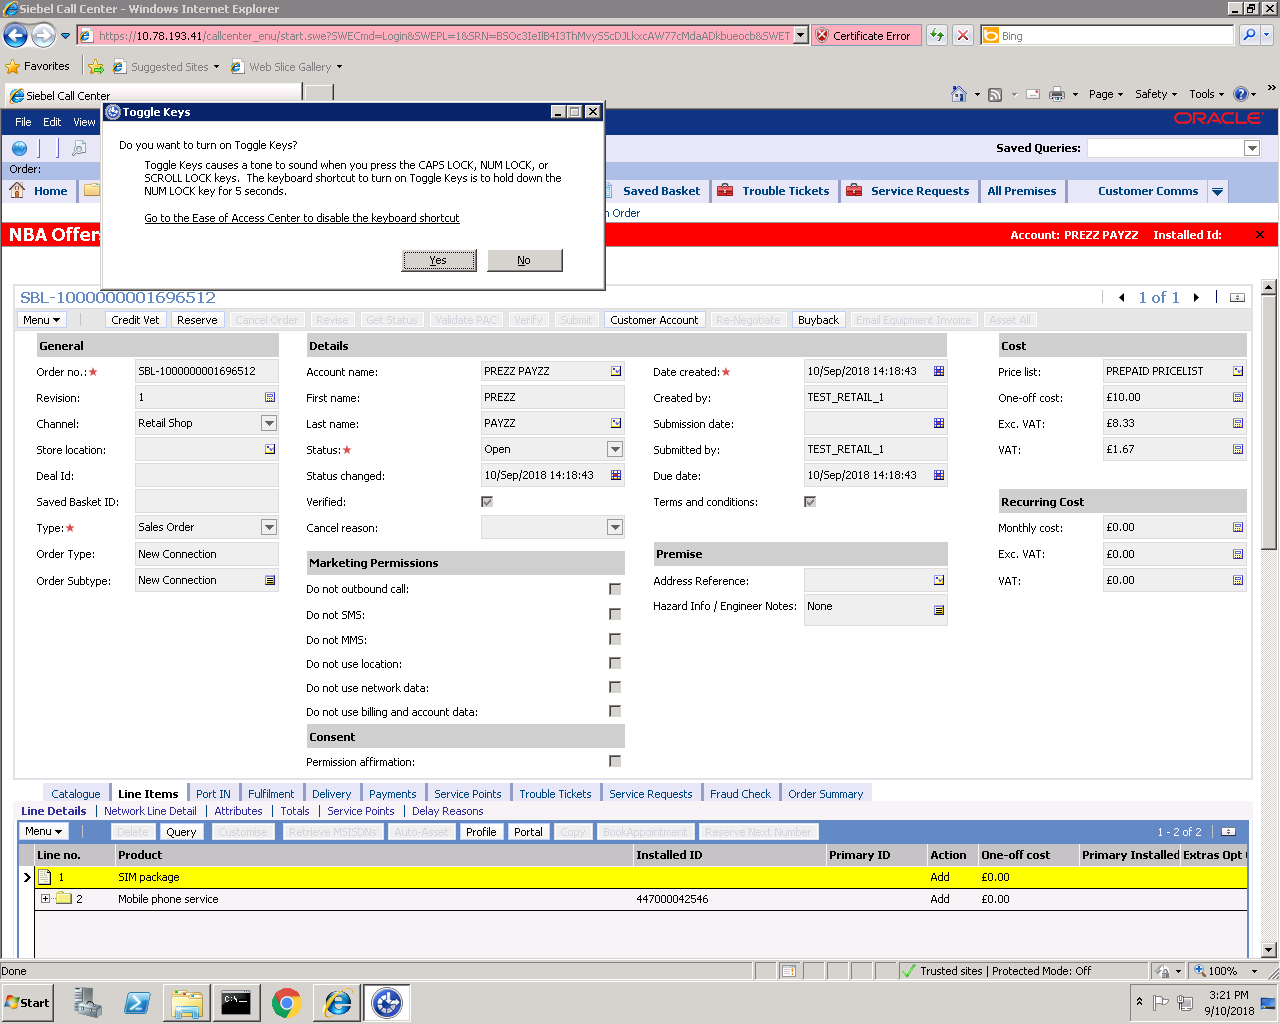 Siebel Call Center - Windows Internet Explorer
https://10.78.193.41/callcenter_enu/start.swe?SWECmd=Login&SWEPL=1&SRN= Certificate Error Bing
Favorites Suggested Sites Web Slice Gallery
Siebel Call Center Page Safety Tools
Toggle Keys
File Edit View ORACLE
Do you want to turn on Toggle Keys?
Toggle Keys causes a tone to sound when you press the CAPS LOCK, NUM LOCK, or
SCROLL LOCK keys. The keyboard shortcut to turn on Toggle Keys is to hold down the
NUM LOCK key for 5 seconds.
Go to the Ease of Access Center to disable the keyboard shortcut
Yes No
Saved Queries:
Order:
Home Saved Basket Trouble Tickets Service Requests All Premises Customer Comms
n Order
NBA Offers Account: PREZZ PAYZZ Installed Id:
SBL-1000000001696512 1 of 1
Menu Credit Vet Reserve Cancel Order Revise Get Status Validate PAC Verify Submit Customer Account Re-Negotiate Buyback Email Equipment Invoice Asset All
General Details Cost
Order no.: SBL-1000000001696512 Account name: PREZZ PAYZZ Date created: 10/Sep/2018 14:18:43 Price list: PREPAID PRICELIST
Revision: 1 First name: PREZZ Created by: TEST_RETAIL_1 One-off cost: £10.00
Channel: Retail Shop Last name: PAYZZ Submission date: Exc. VAT: £8.33
Store location: Status: Open Submitted by: TEST_RETAIL_1 VAT: £1.67
Deal Id: Status changed: 10/Sep/2018 14:18:43 Due date: 10/Sep/2018 14:18:43
Saved Basket ID: Verified: Terms and conditions: Recurring Cost
Type: Sales Order Cancel reason: Monthly cost: £0.00
Order Type: New Connection Marketing Permissions Premise Exc. VAT: £0.00
Order Subtype: New Connection Do not outbound call: Address Reference: VAT: £0.00
Do not SMS: Hazard Info / Engineer Notes: None
Do not MMS:
Do not use location:
Do not use network data:
Do not use billing and account data:
Consent
Permission affirmation:
Catalogue Line Items Port IN Fulfilment Delivery Payments Service Points Trouble Tickets Service Requests Fraud Check Order Summary
Line Details Network Line Detail Attributes Totals Service Points Delay Reasons
Menu Delete Query Customise Retrieve MSISDNs Auto-Asset Profile Portal Copy BookAppointment Reserve Next Number 1 - 2 of 2
Line no. Product Installed ID Primary ID Action One-off cost Primary Installed Extras Opt
1 SIM package Add £0.00
2 Mobile phone service 447000042546 Add £0.00
Done Trusted sites | Protected Mode: Off 100%
Start 3:21 PM
9/10/2018